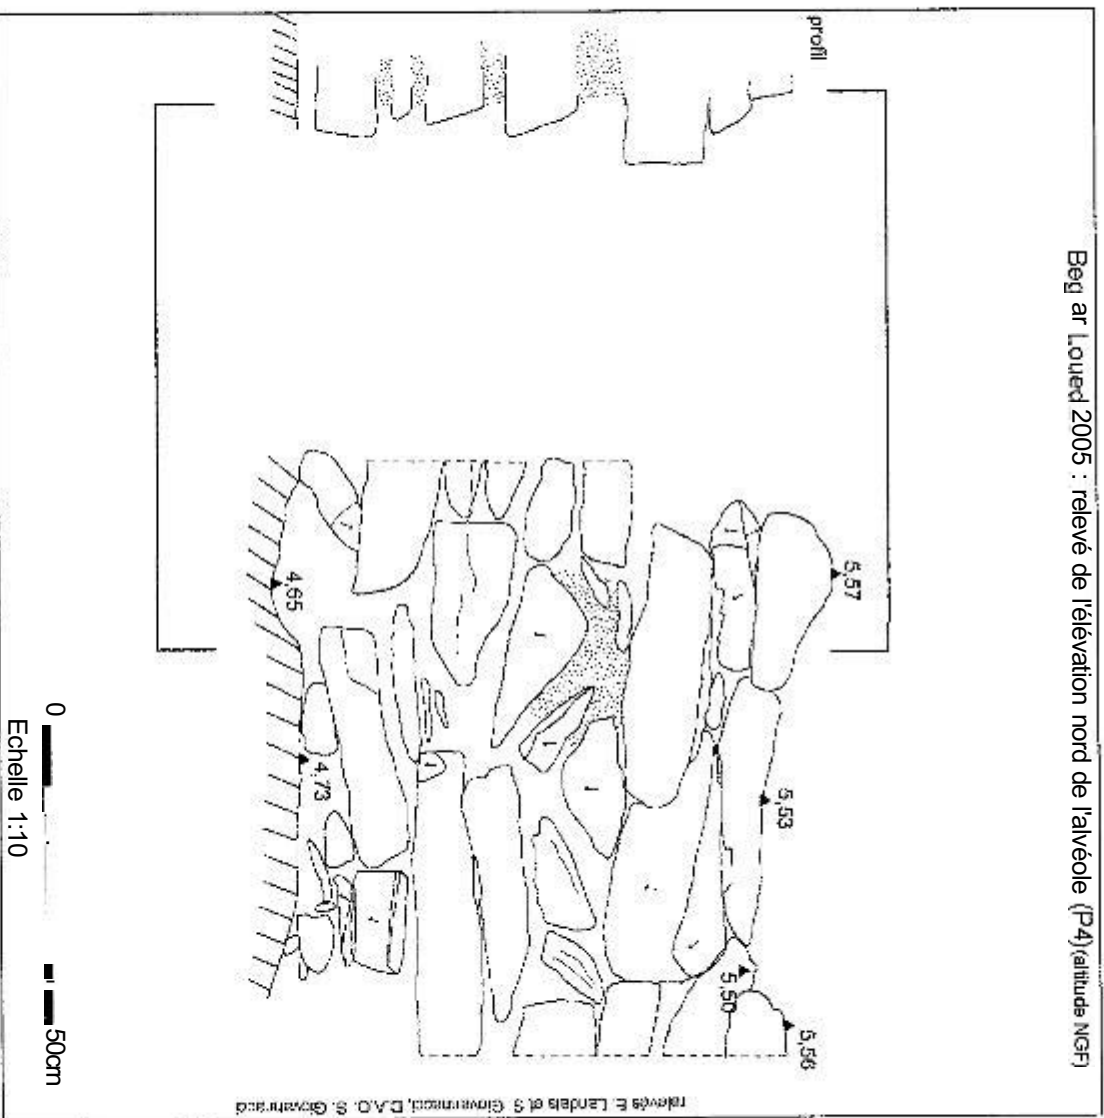 Beg ar Loued 2005 : relevé de l'élévation nord de l'alvéole (P4) (altitude NGF)
profil
5,57
5,53
5,50
5,56
4,65
4,73
0 50cm
Echelle 1:10
relevés E. Landais et S. Giovannacci, D.A.O. S. Giovannacci